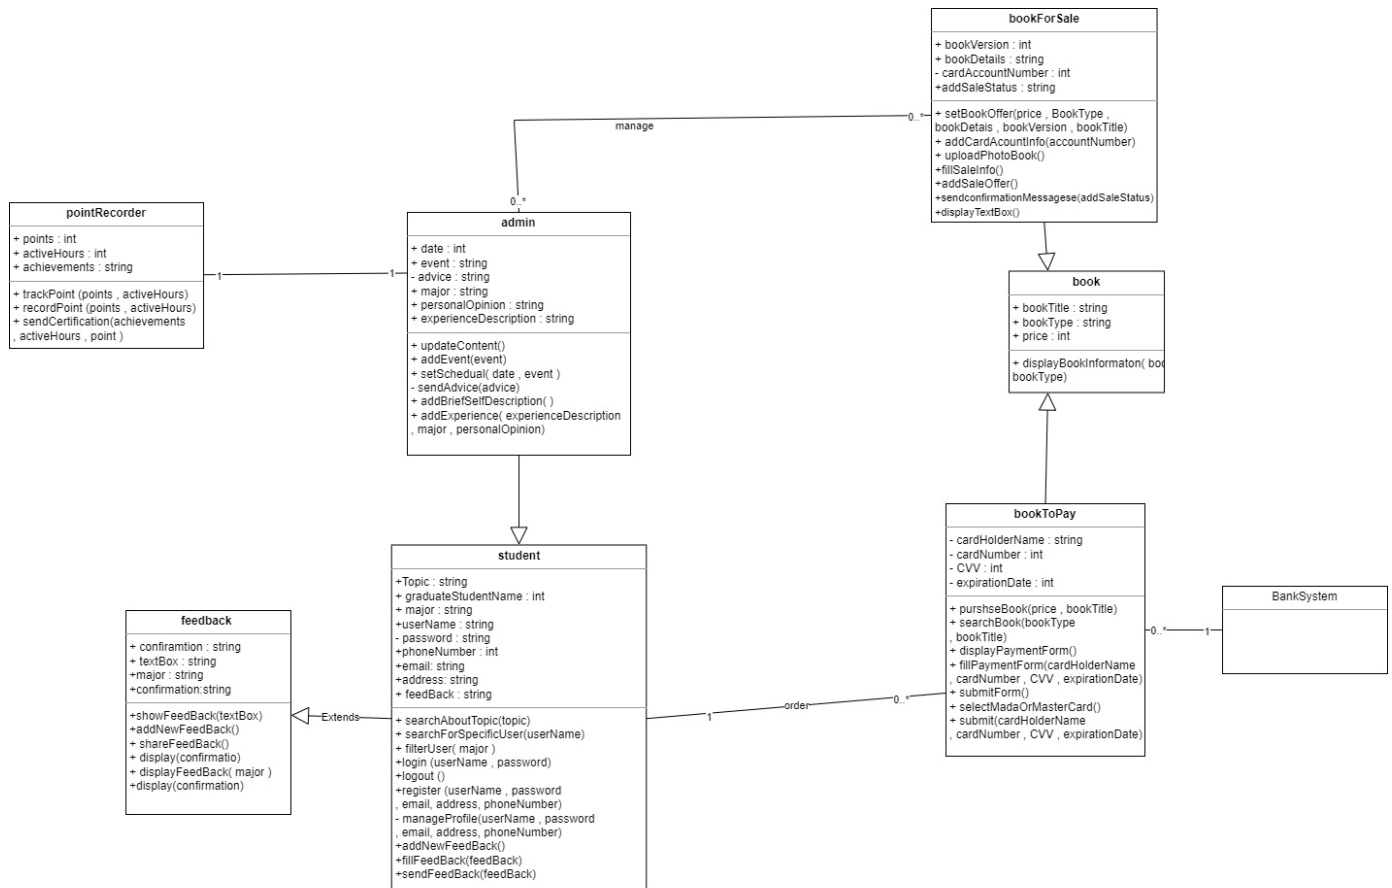 bookForSale
+ bookVersion : int
+ bookDetails : string
- cardAccountNumber : int
+addSaleStatus : string
+ setBookOffer(price , BookType ,
bookDetais , bookVersion , bookTitle)
+ addCardAcountInfo(accountNumber)
+ uploadPhotoBook()
+fillSaleInfo()
+addSaleOffer()
+sendconfirmationMessagese(addSaleStatus)
+displayTextBox()
manage
0..*
0..*
pointRecorder
+ points : int
+ activeHours : int
+ achievements : string
+ trackPoint (points , activeHours)
+ recordPoint (points , activeHours)
+ sendCertification(achievements
, activeHours , point )
1
1
admin
+ date : int
+ event : string
- advice : string
+ major : string
+ personalOpinion : string
+ experienceDescription : string
+ updateContent()
+ addEvent(event)
+ setSchedual( date , event )
- sendAdvice(advice)
+ addBriefSelfDescription( )
+ addExperience( experienceDescription
, major , personalOpinion)
book
+ bookTitle : string
+ bookType : string
+ price : int
+ displayBookInformaton( boo
bookType)
bookToPay
- cardHolderName : string
- cardNumber : int
- CVV : int
- expirationDate : int
+ purshseBook(price , bookTitle)
+ searchBook(bookType
, bookTitle)
+ displayPaymentForm()
+ fillPaymentForm(cardHolderName
, cardNumber , CVV , expirationDate)
+ submitForm()
+ selectMadaOrMasterCard()
+ submit(cardHolderName
, cardNumber , CVV , expirationDate)
0..*
1
BankSystem
student
+Topic : string
+ graduateStudentName : int
+ major : string
+userName : string
- password : string
+phoneNumber : int
+email: string
+address: string
+ feedBack : string
+ searchAboutTopic(topic)
+ searchForSpecificUser(userName)
+ filterUser( major )
+login (userName , password)
+logout ()
+register (userName , password
, email, address, phoneNumber)
- manageProfile(userName , password
, email, address, phoneNumber)
+addNewFeedBack()
+fillFeedBack(feedBack)
+sendFeedBack(feedBack)
1
order
0..*
feedback
+ confiramtion : string
+ textBox : string
+major : string
+confirmation:string
+showFeedBack(textBox)
+addNewFeedBack()
+ shareFeedBack()
+ display(confirmatio)
+ displayFeedBack( major )
+display(confirmation)
Extends